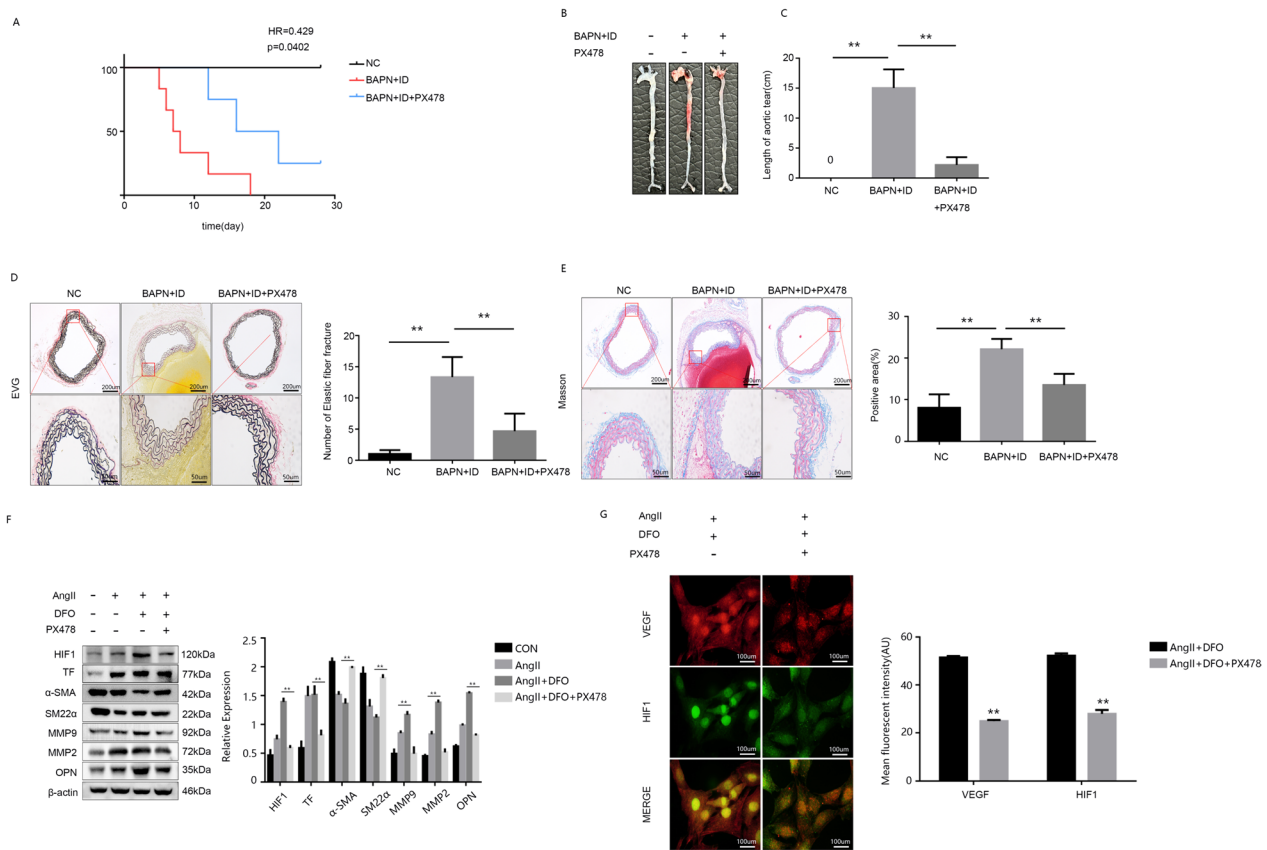 A
HR=0.429
p=0.0402
NC
BAPN+ID
BAPN+ID+PX478
100
50
0 10 20 30
time(day)
B
BAPN+ID - + +
PX478 - - +
C
Length of aortic tear(cm)
20
15
10
5
0
** **
0
NC BAPN+ID BAPN+ID
+PX478
D
NC BAPN+ID BAPN+ID+PX478
EVG
200um 200um 200um
50um 50um 50um
Number of Elastic fiber fracture
20
15
10
5
0
** **
NC BAPN+ID BAPN+ID+PX478
E
NC BAPN+ID BAPN+ID+PX478
Masson
200um 200um 200um
50um 50um 50um
Positive area(%)
30
20
10
0
** **
NC BAPN+ID BAPN+ID+PX478
F
AngII - + + +
DFO - - + +
PX478 - - - +
HIF1 120kDa
TF 77kDa
α-SMA 42kDa
SM22α 22kDa
MMP9 92kDa
MMP2 72kDa
OPN 35kDa
β-actin 46kDa
Relative Expression
2.5
2
1.5
1
0.5
0
** ** ** ** ** ** **
HIF1 TF α-SMA SM22α MMP9 MMP2 OPN
CON
AngII
AngII+DFO
AngII+DFO+PX478
G
AngII + +
DFO + +
PX478 - +
VEGF
100um 100um
HIF1
100um 100um
MERGE
100um 100um
Mean fluorescent intensity(AU)
60
40
20
0
** **
VEGF HIF1
AngII+DFO
AngII+DFO+PX478